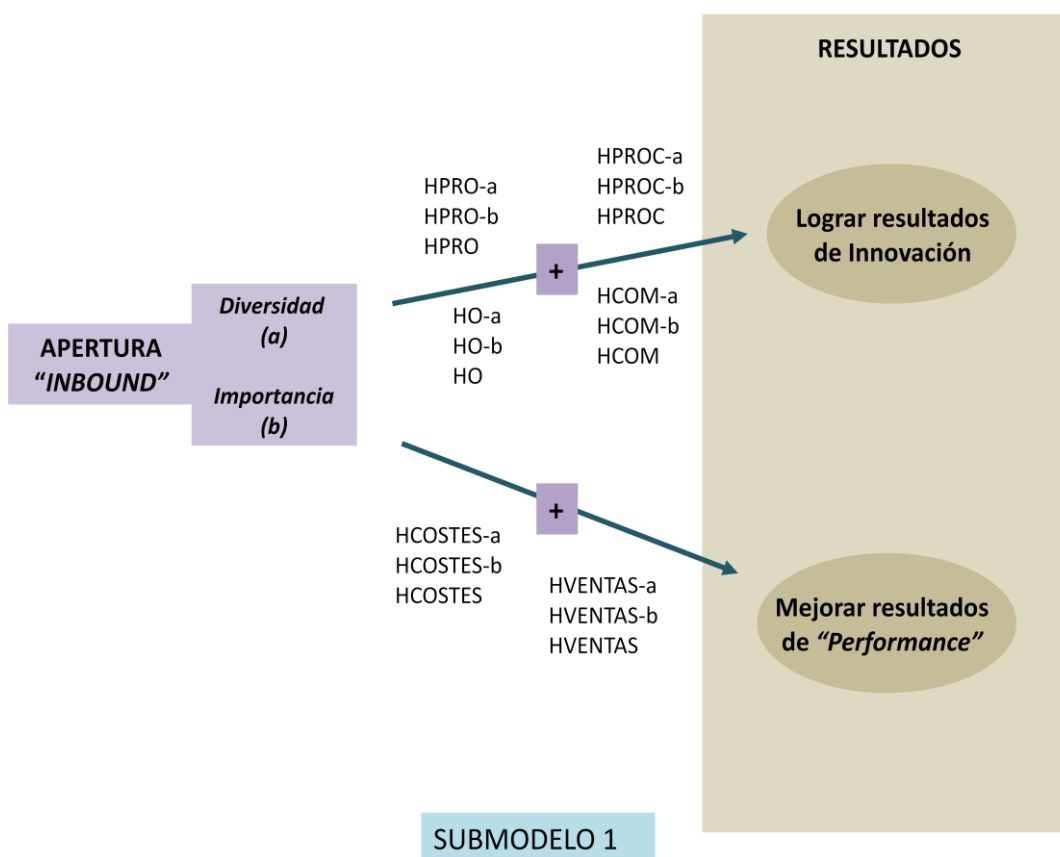 RESULTADOS
HPROC-a
HPROC-b
HPROC
HPRO-a
HPRO-b
HPRO
Lograr resultados
de Innovación
+
HO-a
HO-b
HO
HCOM-a
HCOM-b
HCOM
Diversidad
(a)
APERTURA
“INBOUND”
Importancia
(b)
+
HCOSTES-a
HCOSTES-b
HCOSTES
HVENTAS-a
HVENTAS-b
HVENTAS
Mejorar resultados
de “Performance”
SUBMODELO 1